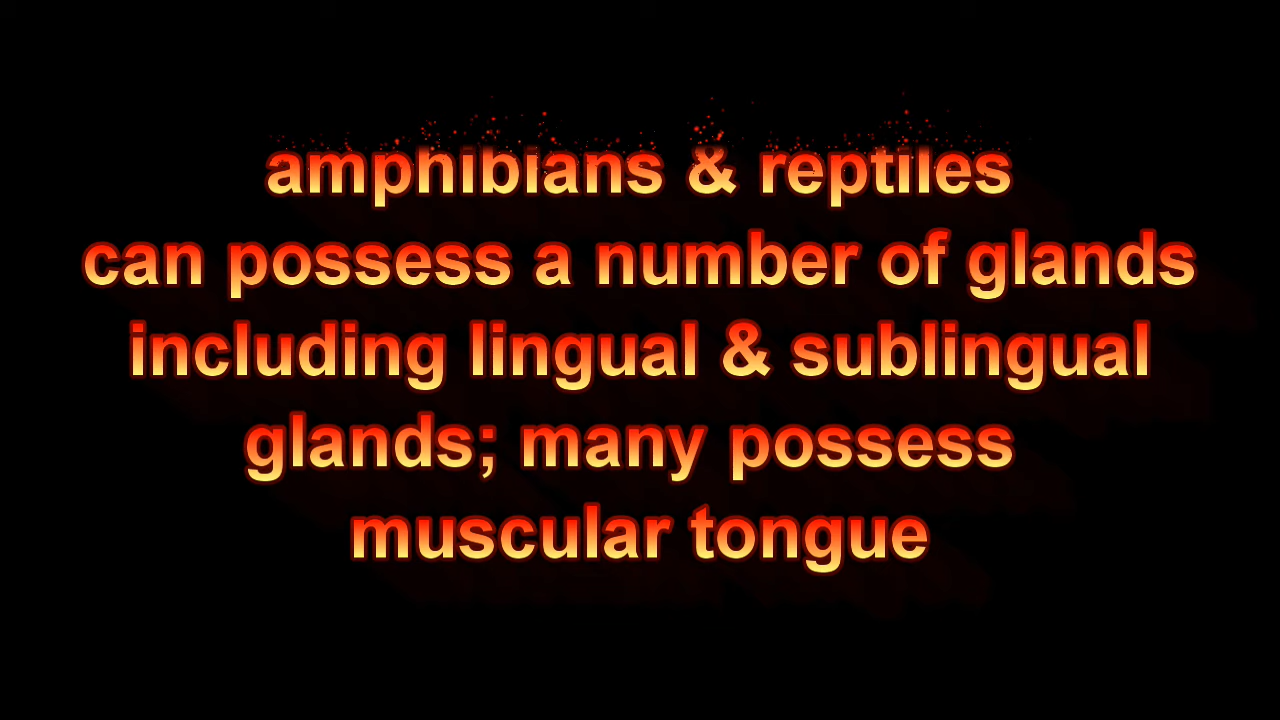 amphibians & reptiles
can possess a number of glands
including lingual & sublingual
glands; many possess
muscular tongue